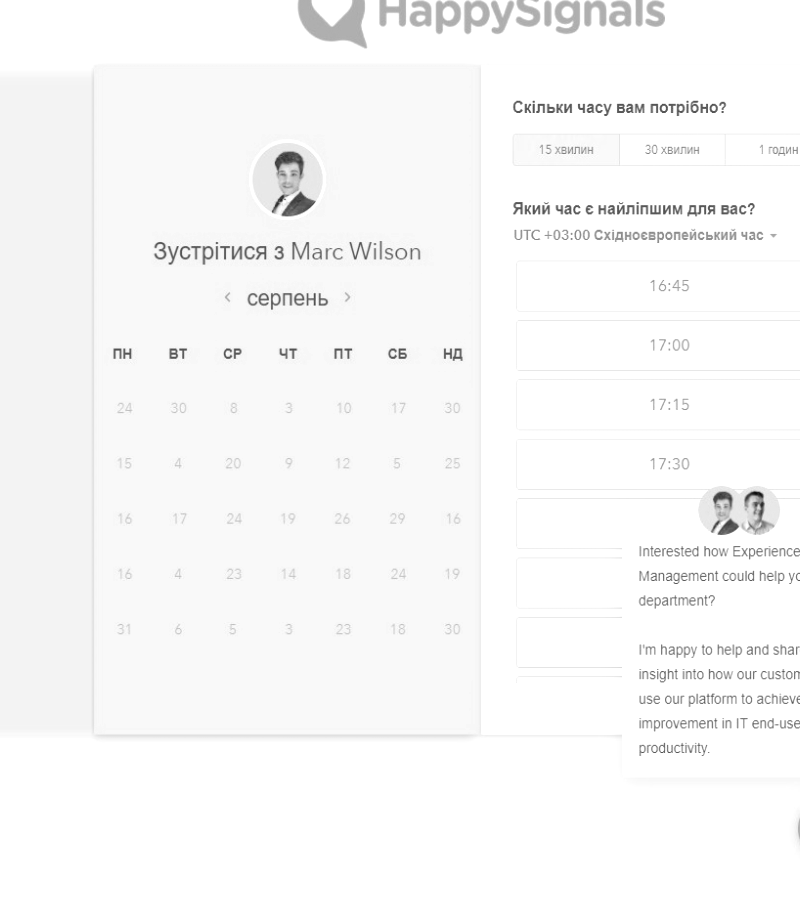 HappySignals
Зустрітися з Marc Wilson
‹ серпень ›
ПН ВТ СР ЧТ ПТ СБ НД
24 30 8 3 10 17 30
15 4 20 9 12 5 25
16 17 24 19 26 29 16
16 4 23 14 18 24 19
31 6 5 3 23 18 30
Скільки часу вам потрібно?
15 хвилин 30 хвилин 1 годин
Який час є найліпшим для вас?
UTC +03:00 Східноєвропейський час
16:45
17:00
17:15
17:30
Interested how Experience
Management could help yo
department?
I'm happy to help and shar
insight into how our custom
use our platform to achieve
improvement in IT end-use
productivity.